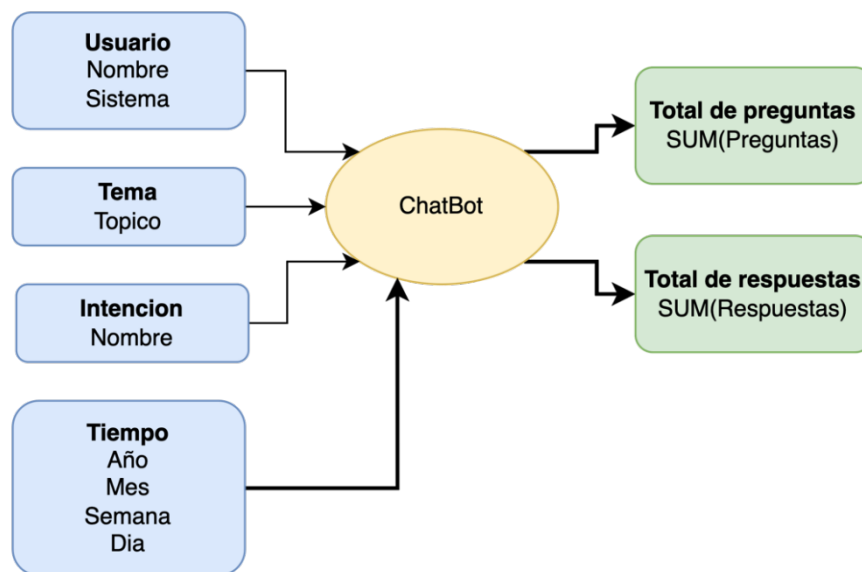 Usuario
Nombre
Sistema
Tema
Topico
Intencion
Nombre
Tiempo
Año
Mes
Semana
Dia
ChatBot
Total de preguntas
SUM(Preguntas)
Total de respuestas
SUM(Respuestas)